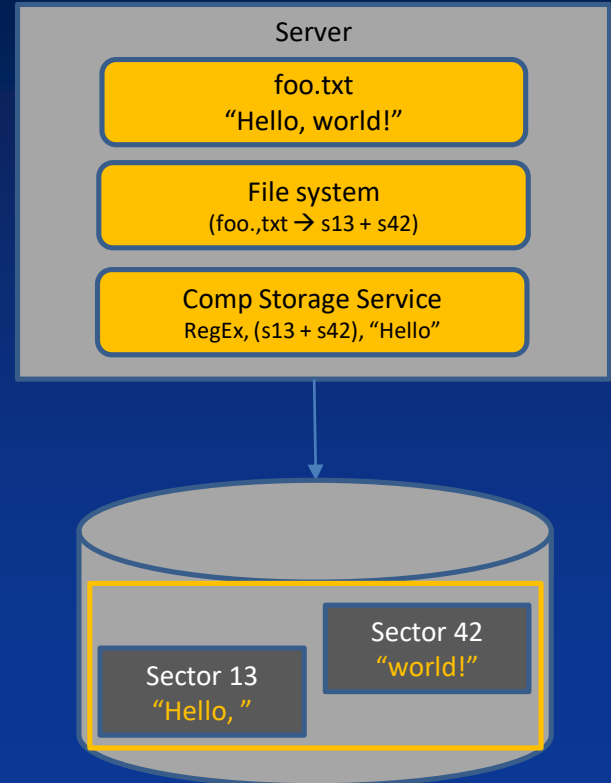 Server
foo.txt
“Hello, world!”
File system
(foo.,txt → s13 + s42)
Comp Storage Service
RegEx, (s13 + s42), “Hello”
Sector 42
“world!”
Sector 13
“Hello, ”